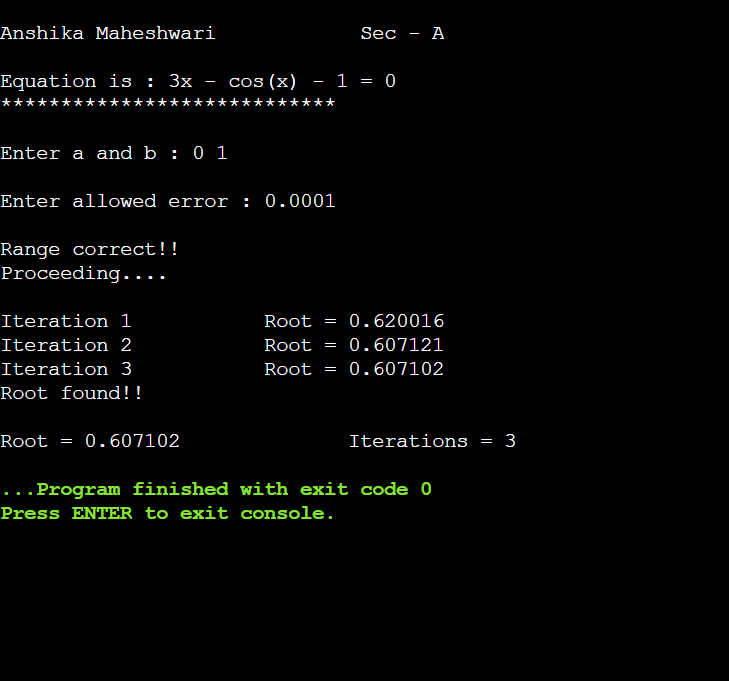 Anshika Maheshwari Sec - A
Equation is : 3x - cos(x) - 1 = 0
****************************
Enter a and b : 0 1
Enter allowed error : 0.0001
Range correct!!
Proceeding....
Iteration 1 Root = 0.620016
Iteration 2 Root = 0.607121
Iteration 3 Root = 0.607102
Root found!!
Root = 0.607102 Iterations = 3
...Program finished with exit code 0
Press ENTER to exit console.